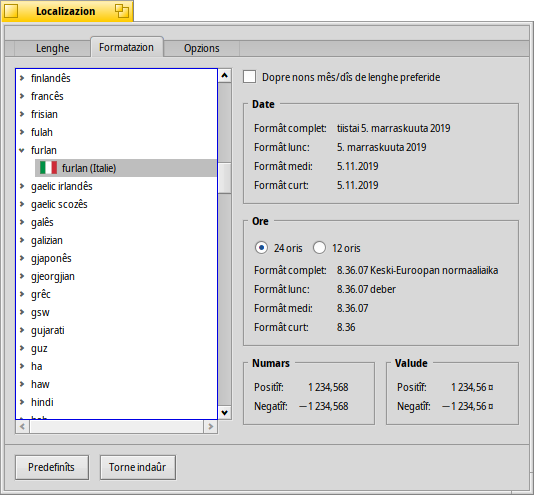 Localizazion
Lenghe Formatazion Opzions
finlandês
francês
frisian
fulah
furlan
furlan (Italie)
gaelic irlandês
gaelic scozês
galês
galizian
gjaponês
gjeorgjian
grêc
gsw
gujarati
guz
ha
haw
hindi
Dopre nons mês/dîs de lenghe preferide
Date
Formât complet: tiistai 5. marraskuuta 2019
Formât lunc: 5. marraskuuta 2019
Formât medi: 5.11.2019
Formât curt: 5.11.2019
Ore
24 oris 12 oris
Formât complet: 8.36.07 Keski-Euroopan normaaliaika
Formât lunc: 8.36.07 deber
Formât medi: 8.36.07
Formât curt: 8.36
Numars
Positîf: 1 234,568
Negatîf: −1 234,568
Valude
Positîf: 1 234,56 ¤
Negatîf: −1 234,56 ¤
Predefinîts Torne indaûr